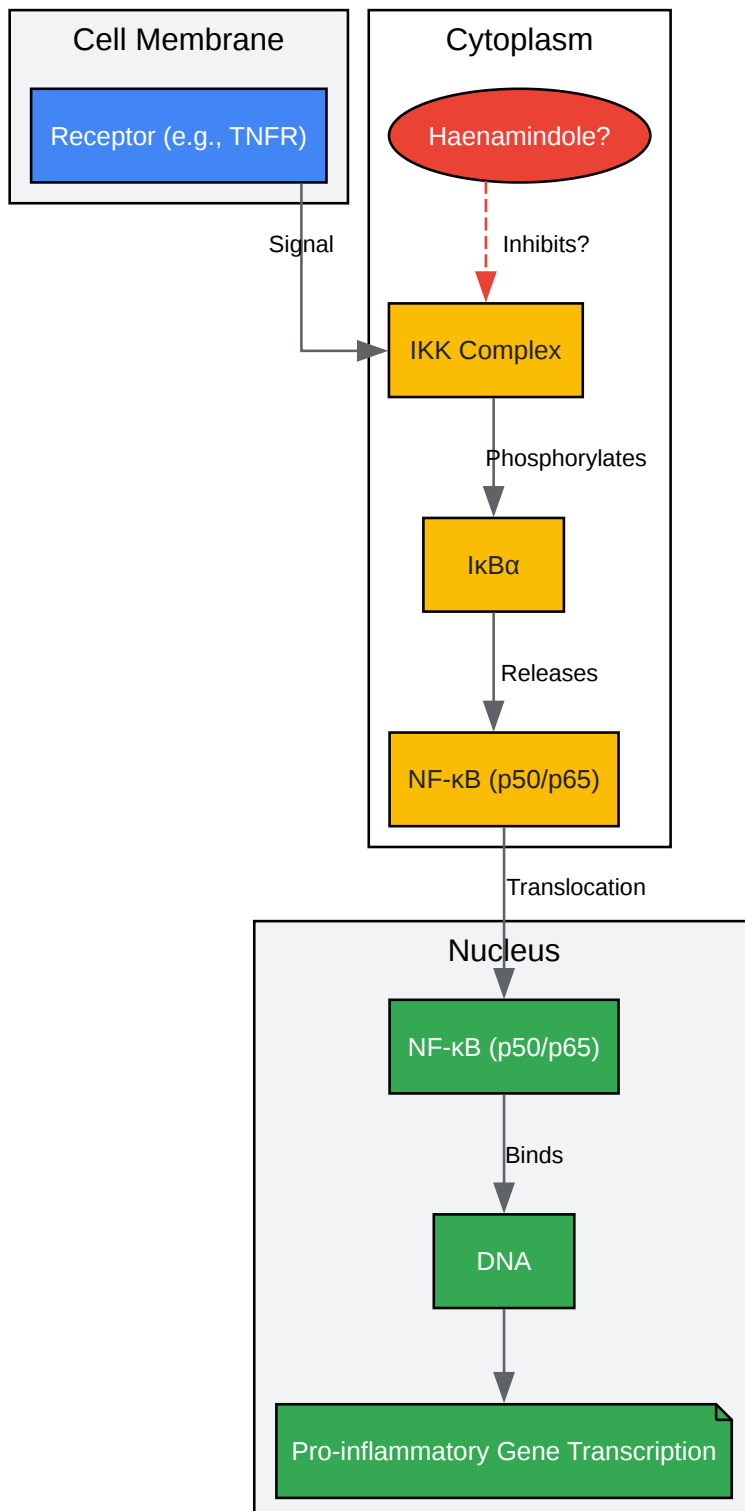 Cell Membrane
Receptor (e.g., TNFR)
Signal
Cytoplasm
Haenamindole?
Inhibits?
IKK Complex
Phosphorylates
IκBα
Releases
NF-κB (p50/p65)
Translocation
Nucleus
NF-κB (p50/p65)
Binds
DNA
Pro-inflammatory Gene Transcription